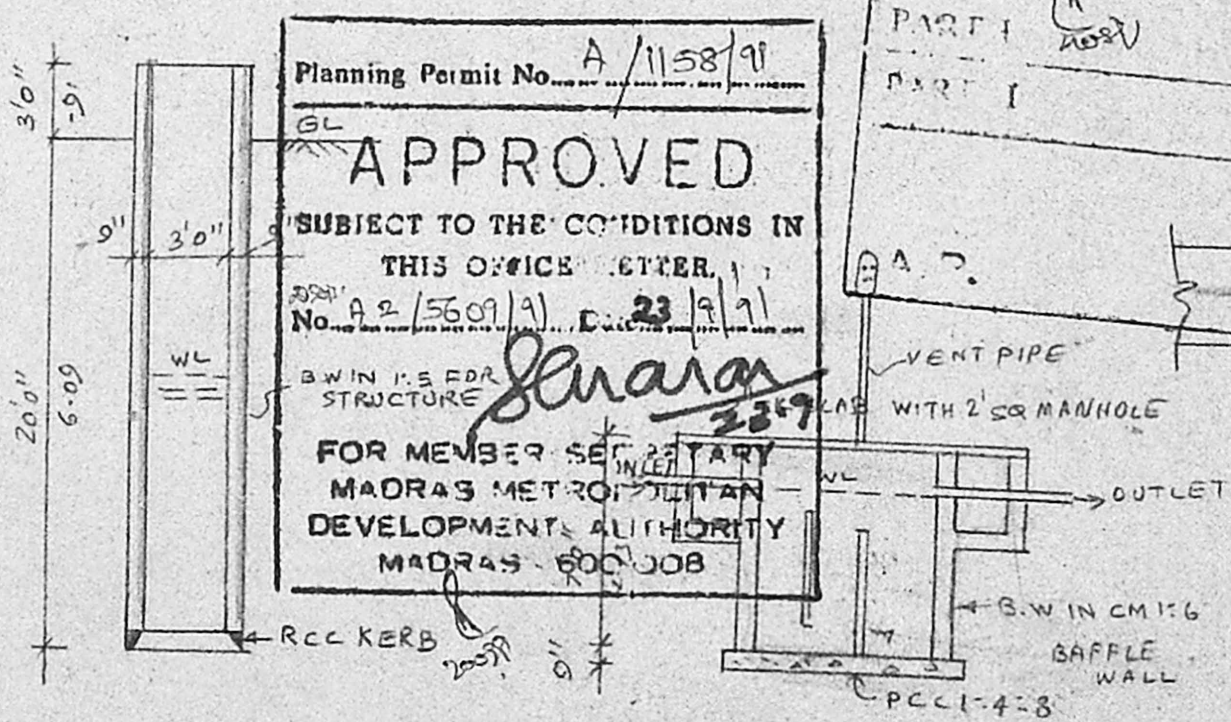 Planning Permit No. A/1158/91
APPROVED
SUBJECT TO THE CONDITIONS IN
THIS OFFICE LETTER.
No. A2/5609/91. Date 23/9/91
23/9
FOR MEMBER SECRETARY
MADRAS METROPOLITAN
DEVELOPMENT AUTHORITY
MADRAS 600 008
3'0"
GL
9" 3'0" 9"
WL
20'0"
6.09
B.W IN 1:5 FOR
STRUCTURE
RCC KERB
PART I
PART I
VENT PIPE
SLAB WITH 2' SQ MANHOLE
INLET
WL
OUTLET
B.W IN CM 1:6
BAFFLE
WALL
PCC 1-4-8